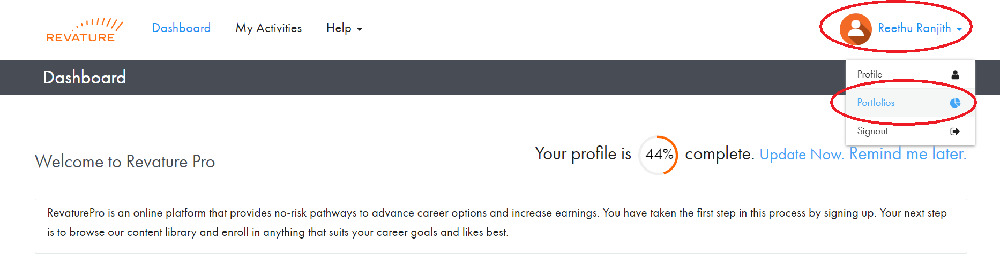 REVATURE
Dashboard
My Activities
Help
Reethu Ranjith
Dashboard
Profile
Portfolios
Signout
Welcome to Revature Pro
Your profile is 44% complete. Update Now. Remind me later.
RevaturePro is an online platform that provides no-risk pathways to advance career options and increase earnings. You have taken the first step in this process by signing up. Your next step
is to browse our content library and enroll in anything that suits your career goals and likes best.